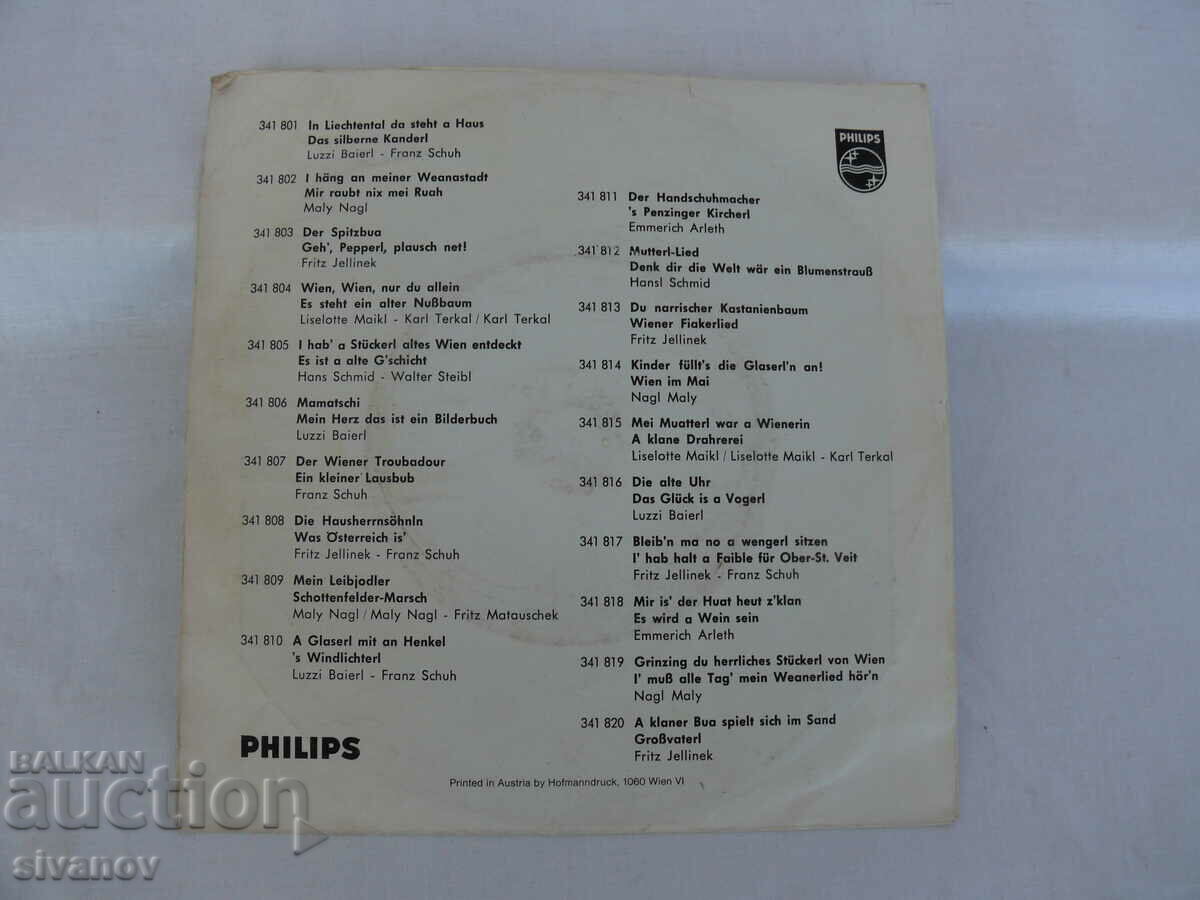 341 801 In Liechtental da steht a Haus
Das silberne Kanderl
Luzzi Baierl - Franz Schuh
341 802 I häng an meiner Weanastadt
Mir raubt nix mei Ruah
Maly Nagl
341 803 Der Spitzbua
Geh', Pepperl, plausch net!
Fritz Jellinek
341 804 Wien, Wien, nur du allein
Es steht ein alter Nußbaum
Liselotte Maikl - Karl Terkal / Karl Terkal
341 805 I hab' a Stückerl altes Wien entdeckt
Es ist a alte G'schicht
Hans Schmid - Walter Steibl
341 806 Mamatschi
Mein Herz das ist ein Bilderbuch
Luzzi Baierl
341 807 Der Wiener Troubadour
Ein kleiner Lausbub
Franz Schuh
341 808 Die Hausherrnsöhnln
Was Österreich is'
Fritz Jellinek - Franz Schuh
341 809 Mein Leibjodler
Schottenfelder-Marsch
Maly Nagl / Maly Nagl - Fritz Matauschek
341 810 A Glaserl mit an Henkel
's Windlichterl
Luzzi Baierl - Franz Schuh
PHILIPS
341 811 Der Handschuhmacher
's Penzinger Kircherl
Emmerich Arleth
341 812 Mutterl-Lied
Denk dir die Welt wär ein Blumenstrauß
Hansl Schmid
341 813 Du narrischer Kastanienbaum
Wiener Fiakerlied
Fritz Jellinek
341 814 Kinder füllt's die Glaserl'n an!
Wien im Mai
Nagl Maly
341 815 Mei Muatterl war a Wienerin
A klane Drahrerei
Liselotte Maikl / Liselotte Maikl - Karl Terkal
341 816 Die alte Uhr
Das Glück is a Vogerl
Luzzi Baierl
341 817 Bleib'n ma no a wengerl sitzen
I' hab halt a Faible für Ober-St. Veit
Fritz Jellinek - Franz Schuh
341 818 Mir is' der Huat heut z'klan
Es wird a Wein sein
Emmerich Arleth
341 819 Grinzing du herrliches Stückerl von Wien
I' muß alle Tag' mein Weanerlied hör'n
Nagl Maly
341 820 A klaner Bua spielt sich im Sand
Großvaterl
Fritz Jellinek
PHILIPS
Printed in Austria by Hofmanndruck, 1060 Wien VI
BALKAN
auction
sivanov